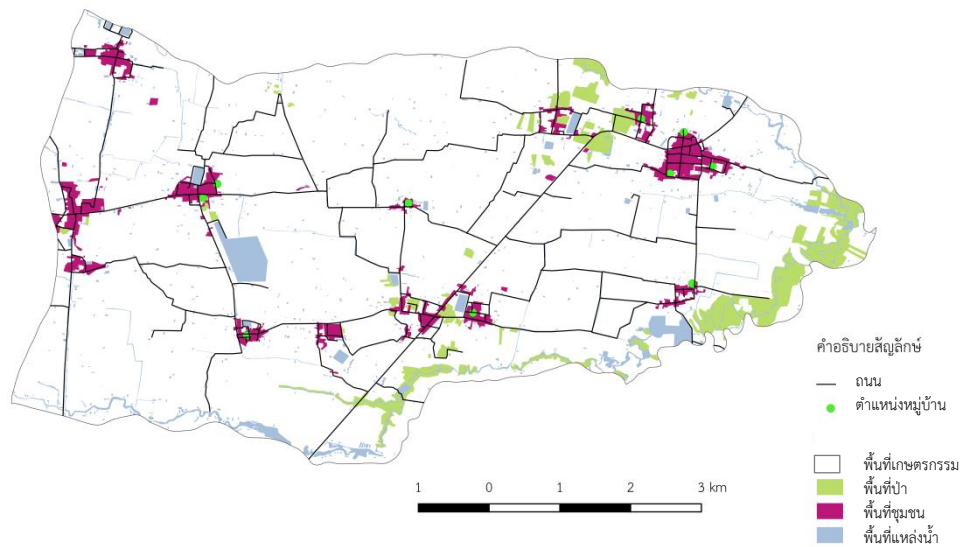 คำอธิบายสัญลักษณ์
ถนน
ตำแหน่งหมู่บ้าน
พื้นที่เกษตรกรรม
พื้นที่ป่า
พื้นที่ชุมชน
พื้นที่แหล่งน้ำ
1 0 1 2 3 km